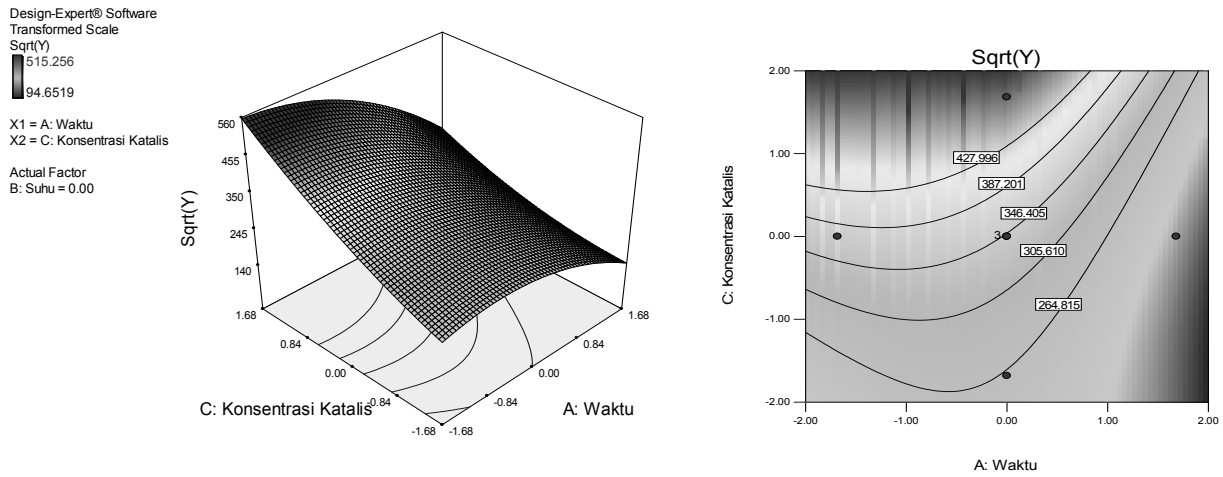 Design-Expert® Software
Transformed Scale
Sqrt(Y)
515.256
94.6519
X1 = A: Waktu
X2 = C: Konsentrasi Katalis
Actual Factor
B: Suhu = 0.00
560
455
350
245
140
Sqrt(Y)
1.68
0.84
0.00
-0.84
-1.68
C: Konsentrasi Katalis
-1.68
-0.84
0.00
0.84
1.68
A: Waktu
Sqrt(Y)
2.00
1.00
0.00
-1.00
-2.00
C: Konsentrasi Katalis
427.996
387.201
346.405
3
305.610
264.815
-2.00 -1.00 0.00 1.00 2.00
A: Waktu